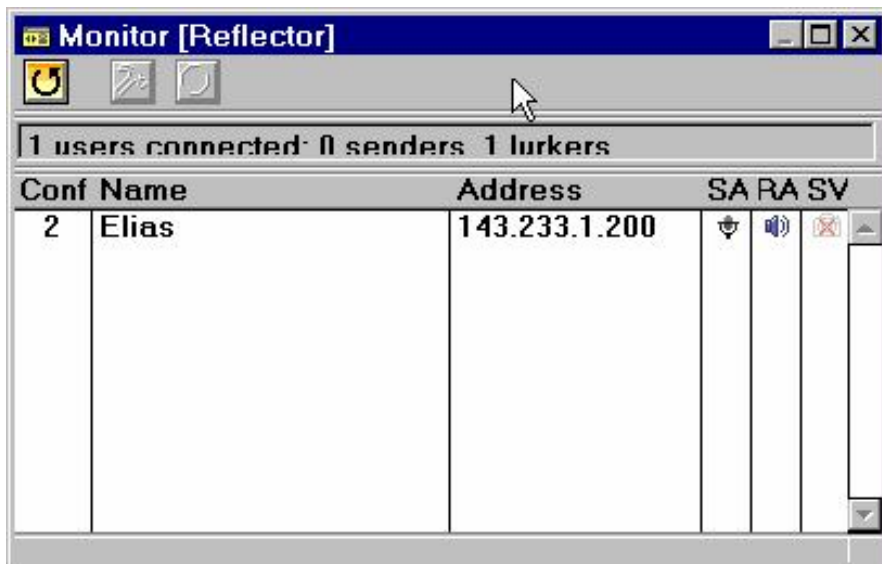 Monitor [Reflector]
1 users connected: 0 senders 1 lurkers
Conf Name Address SA RA SV
2 Elias 143.233.1.200